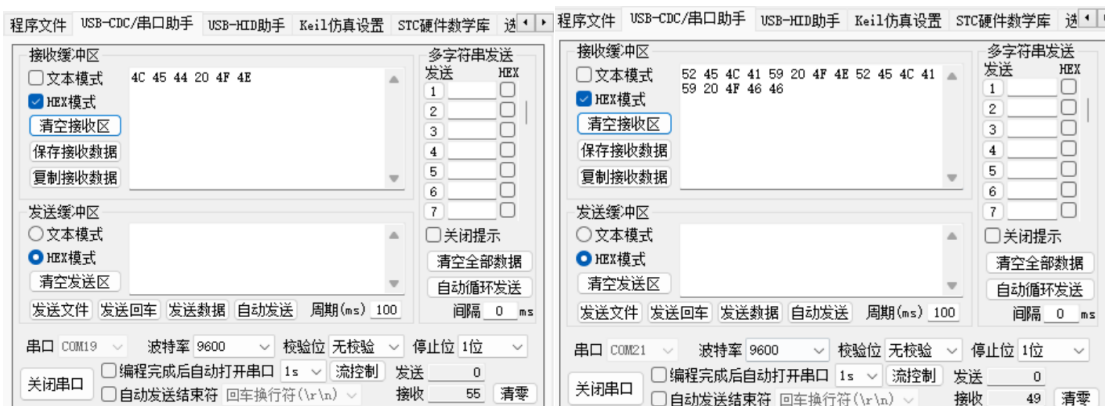 程序文件 USB-CDC/串口助手 USB-HID助手 Keil仿真设置 STC硬件数学库 选
接收缓冲区
文本模式
HEX模式
清空接收区
保存接收数据
复制接收数据
4C 45 44 20 4F 4E
多字符串发送
发送 HEX
1
2
3
4
5
6
7
发送缓冲区
文本模式
HEX模式
清空发送区
关闭提示
清空全部数据
自动循环发送
发送文件 发送回车 发送数据 自动发送 周期(ms) 100 间隔 0 ms
串口 COM19 波特率 9600 校验位 无校验 停止位 1位
关闭串口 编程完成后自动打开串口 1s 流控制 发送 0
自动发送结束符 回车换行符(\r\n) 接收 55 清零
程序文件 USB-CDC/串口助手 USB-HID助手 Keil仿真设置 STC硬件数学库 选
接收缓冲区
文本模式
HEX模式
清空接收区
保存接收数据
复制接收数据
52 45 4C 41 59 20 4F 4E 52 45 4C 41
59 20 4F 46 46
多字符串发送
发送 HEX
1
2
3
4
5
6
7
发送缓冲区
文本模式
HEX模式
清空发送区
关闭提示
清空全部数据
自动循环发送
发送文件 发送回车 发送数据 自动发送 周期(ms) 100 间隔 0 ms
串口 COM21 波特率 9600 校验位 无校验 停止位 1位
关闭串口 编程完成后自动打开串口 1s 流控制 发送 0
自动发送结束符 回车换行符(\r\n) 接收 49 清零